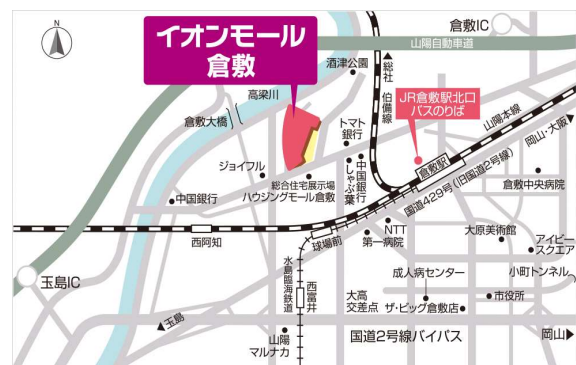 N
イオンモール
倉敷
倉敷IC
山陽自動車道
酒津公園
高梁川
倉敷大橋
総社
伯備線
JR倉敷駅北口
バスのりば
山陽本線
岡山・大阪
トマト
銀行
ジョイフル
中国銀行
総合住宅展示場
ハウジングモール倉敷
しゃぶ葉
中国銀行
倉敷駅
国道429号(旧国道2号線)
倉敷中央病院
西阿知
球場前
第一病院
NTT
大原美術館
アイビー
スクエア
玉島IC
水島臨海鉄道
西富井
成人病センター
小町トンネル
大高
交差点
ザ・ビッグ倉敷店
市役所
玉島
山陽
マルナカ
国道2号線バイパス
岡山